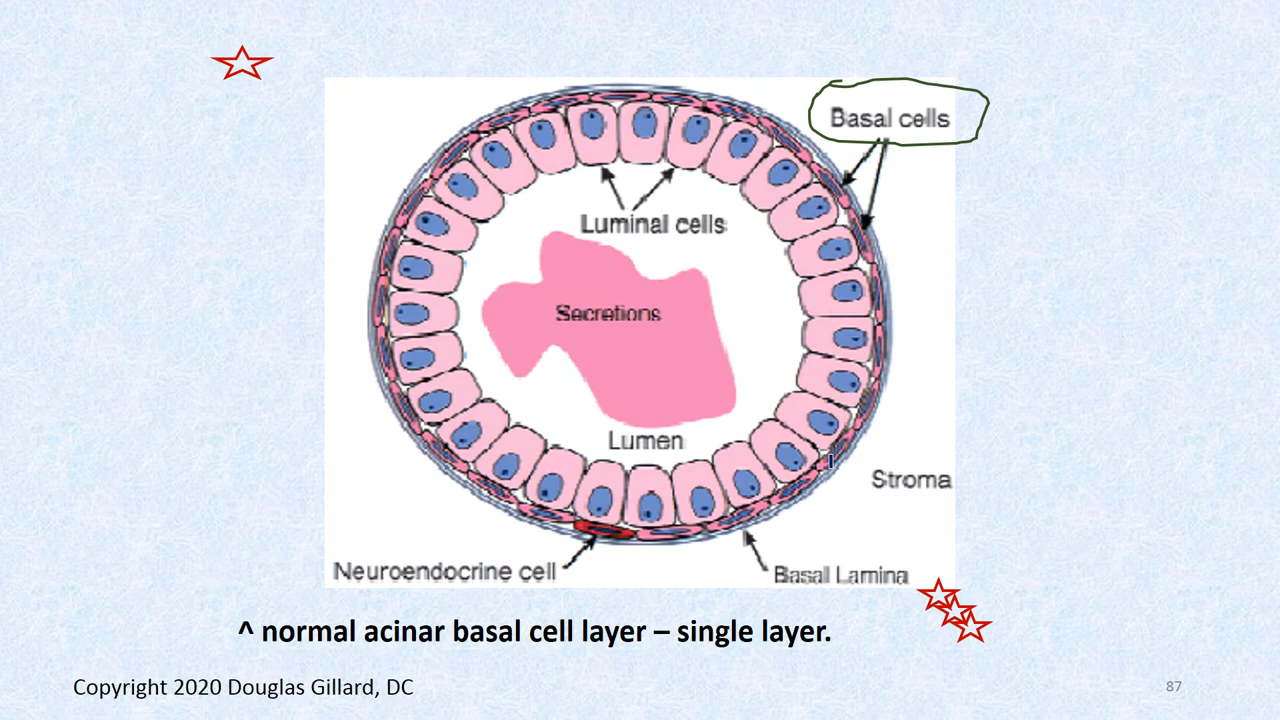 Basal cells
Luminal cells
Secretions
Lumen
Stroma
Neuroendocrine cell
Basal Lamina
^ normal acinar basal cell layer – single layer.
Copyright 2020 Douglas Gillard, DC
87